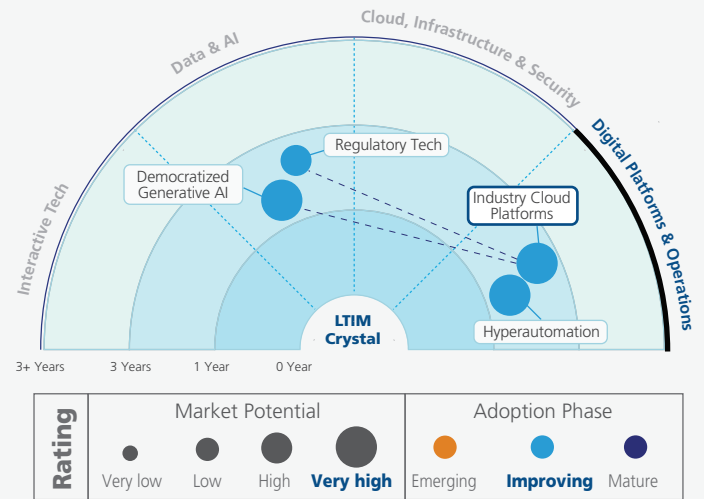 Cloud, Infrastructure & Security
Data & AI
Digital Platforms & Operations
Interactive Tech
Regulatory Tech
Democratized
Generative AI
Industry Cloud
Platforms
Hyperautomation
LTIM
Crystal
3+ Years
3 Years
1 Year
0 Year
Rating
Market Potential
Adoption Phase
Very low
Low
High
Very high
Emerging
Improving
Mature